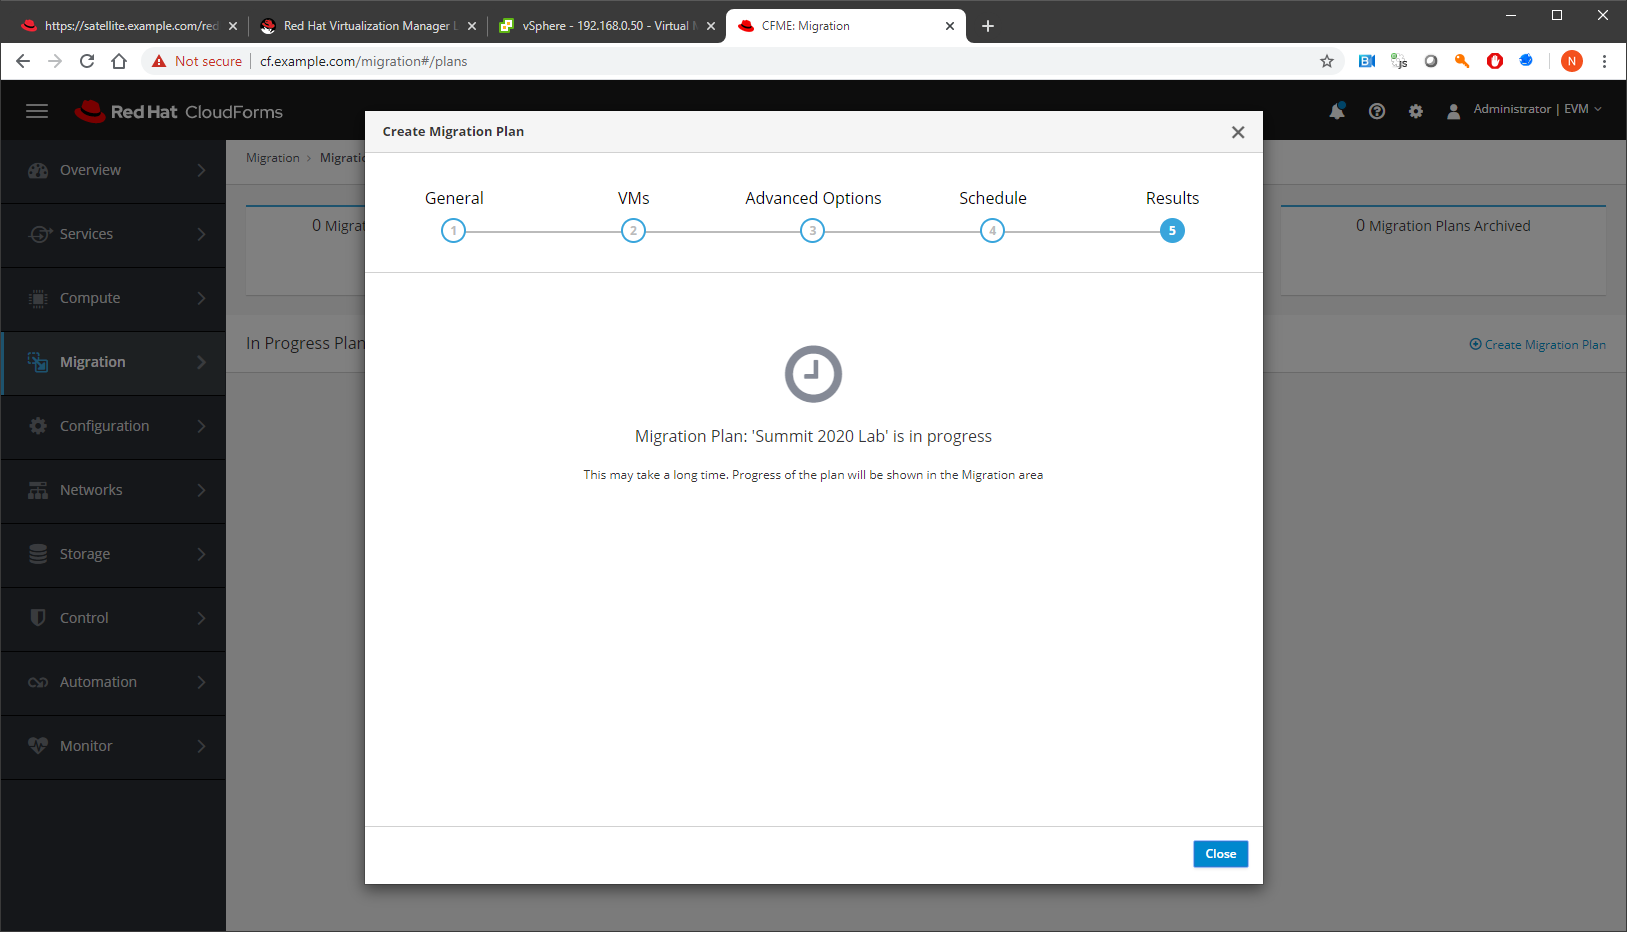 https://satellite.example.com/red
Red Hat Virtualization Manager
vSphere - 192.168.0.50 - Virtual
CFME: Migration
Not secure
cf.example.com/migration#/plans
B
js
N
Red Hat CloudForms
Administrator | EVM
Overview
Services
Compute
Migration
Configuration
Networks
Storage
Control
Automation
Monitor
Migration > Migratio
0 Migrat
0 Migration Plans Archived
In Progress Plan
Create Migration Plan
Create Migration Plan
General
VMs
Advanced Options
Schedule
Results
1
2
3
4
5
Migration Plan: 'Summit 2020 Lab' is in progress
This may take a long time. Progress of the plan will be shown in the Migration area
Close